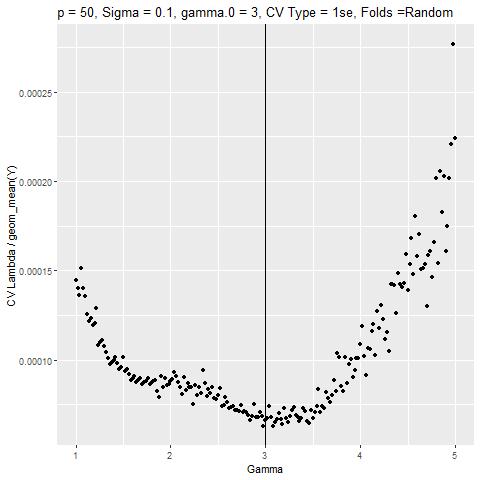 p = 50, Sigma = 0.1, gamma.0 = 3, CV Type = 1se, Folds =Random
CV Lambda / geom_mean(Y)
0.00025
0.00020
0.00015
0.00010
1 2 3 4 5
Gamma